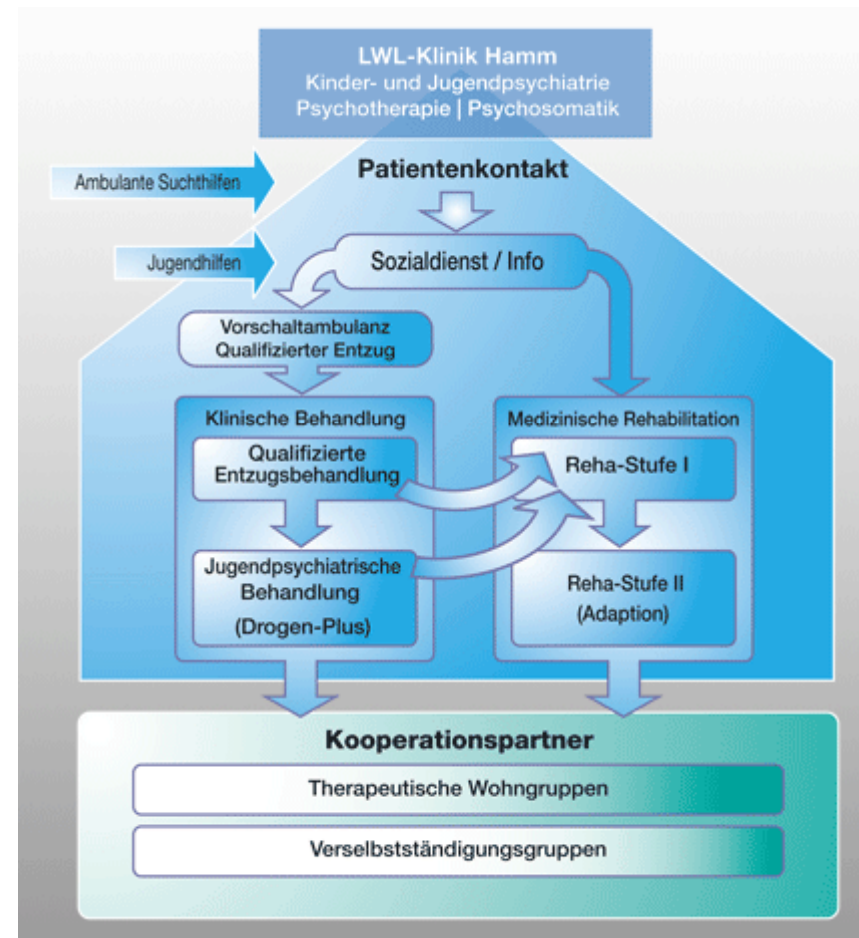 LWL-Klinik Hamm
Kinder- und Jugendpsychiatrie
Psychotherapie | Psychosomatik
Patientenkontakt
Ambulante Suchthilfen
Jugendhilfen
Sozialdienst / Info
Vorschaltambulanz
Qualifizierter Entzug
Klinische Behandlung
Qualifizierte
Entzugsbehandlung
Jugendpsychiatrische
Behandlung
(Drogen-Plus)
Medizinische Rehabilitation
Reha-Stufe I
Reha-Stufe II
(Adaption)
Kooperationspartner
Therapeutische Wohngruppen
Verselbstständigungsgruppen